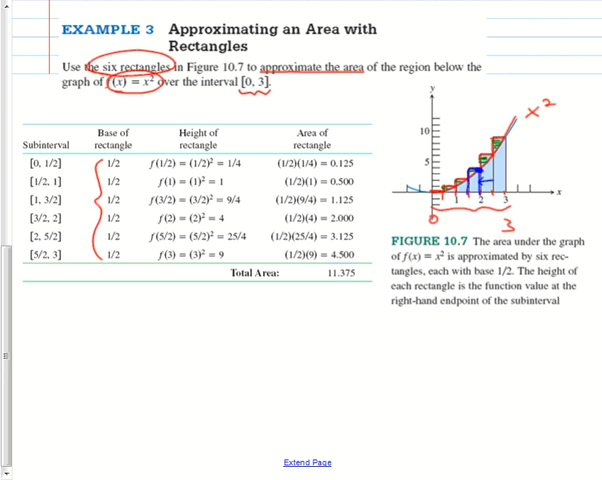 EXAMPLE 3 Approximating an Area with
Rectangles
Use the six rectangles in Figure 10.7 to approximate the area of the region below the
graph of f(x) = x² over the interval [0, 3].
Subinterval Base of rectangle Height of rectangle Area of rectangle
[0, 1/2] 1/2 f(1/2) = (1/2)² = 1/4 (1/2)(1/4) = 0.125
[1/2, 1] 1/2 f(1) = (1)² = 1 (1/2)(1) = 0.500
[1, 3/2] 1/2 f(3/2) = (3/2)² = 9/4 (1/2)(9/4) = 1.125
[3/2, 2] 1/2 f(2) = (2)² = 4 (1/2)(4) = 2.000
[2, 5/2] 1/2 f(5/2) = (5/2)² = 25/4 (1/2)(25/4) = 3.125
[5/2, 3] 1/2 f(3) = (3)² = 9 (1/2)(9) = 4.500
Total Area: 11.375
y
x²
10
5
1 2 3 x
0 3
FIGURE 10.7 The area under the graph
of f(x) = x² is approximated by six rec-
tangles, each with base 1/2. The height of
each rectangle is the function value at the
right-hand endpoint of the subinterval
Extend Page